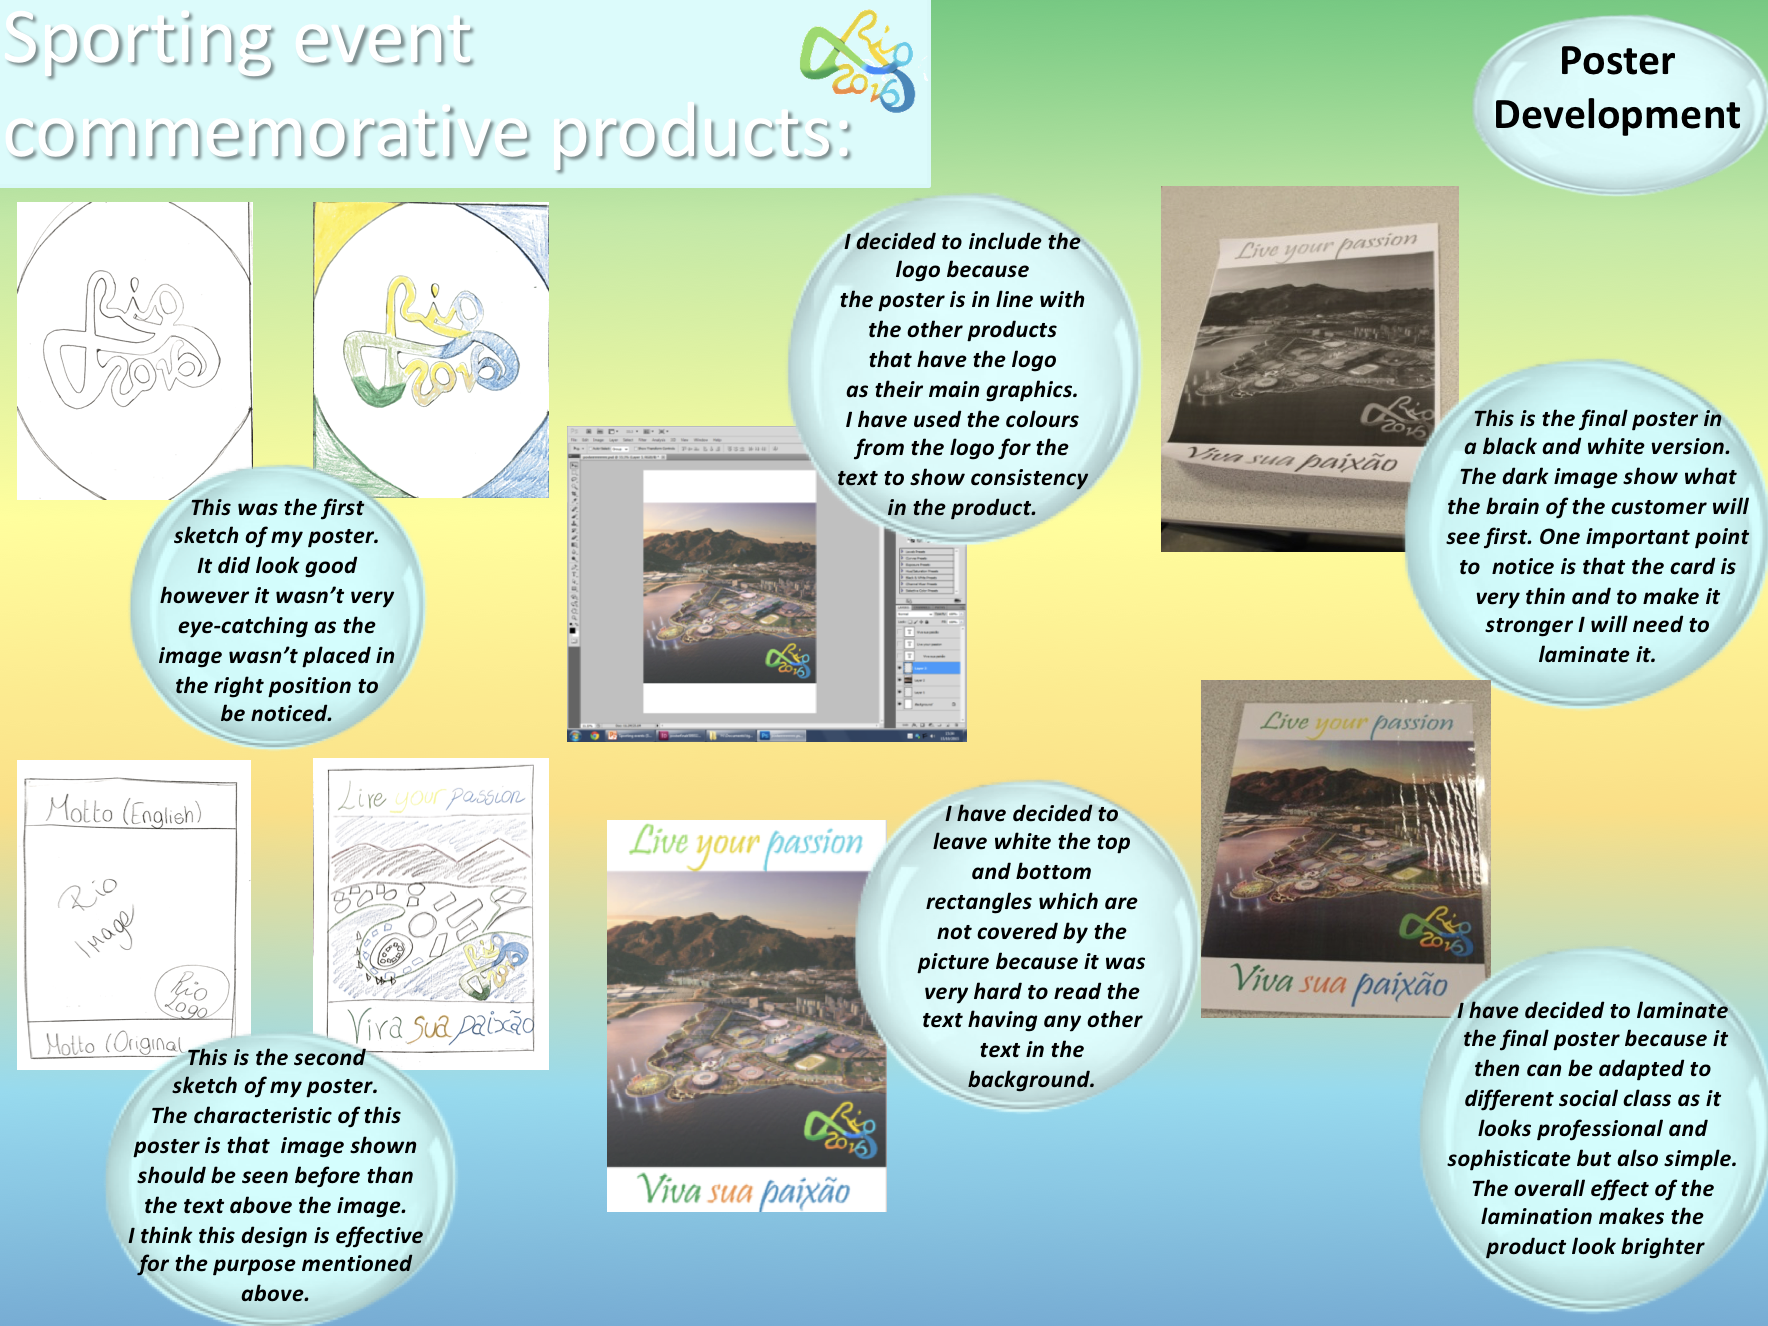 Sporting event
commemorative products:
Rio
2016
Poster
Development
Rio
2016
Rio
2016
This was the first
sketch of my poster.
It did look good
however it wasn't very
eye-catching as the
image wasn't placed in
the right position to
be noticed.
I decided to include the
logo because
the poster is in line with
the other products
that have the logo
as their main graphics.
I have used the colours
from the logo for the
text to show consistency
in the product.
Rio
2016
Live your passion
Rio
2016
Viva sua paixão
This is the final poster in
a black and white version.
The dark image show what
the brain of the customer will
see first. One important point
to  notice is that the card is
very thin and to make it
stronger I will need to
laminate it.
Motto (English)
Rio
Image
Rio
Logo
Motto (Original
Live your passion
Rio
2016
Viva sua paixão
This is the second
sketch of my poster.
The characteristic of this
poster is that  image shown
should be seen before than
the text above the image.
I think this design is effective
for the purpose mentioned
above.
Live your passion
Rio
2016
Viva sua paixão
I have decided to
leave white the top
and bottom
rectangles which are
not covered by the
picture because it was
very hard to read the
text having any other
text in the
background.
Live your passion
Rio
2016
Viva sua paixão
I have decided to laminate
the final poster because it
then can be adapted to
different social class as it
looks professional and
sophisticate but also simple.
The overall effect of the
lamination makes the
product look brighter